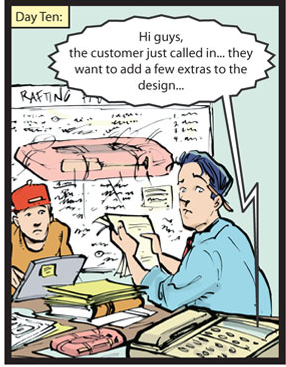 Day Ten:
Hi guys,
the customer just called in... they
want to add a few extras to the
design...
RAFTING